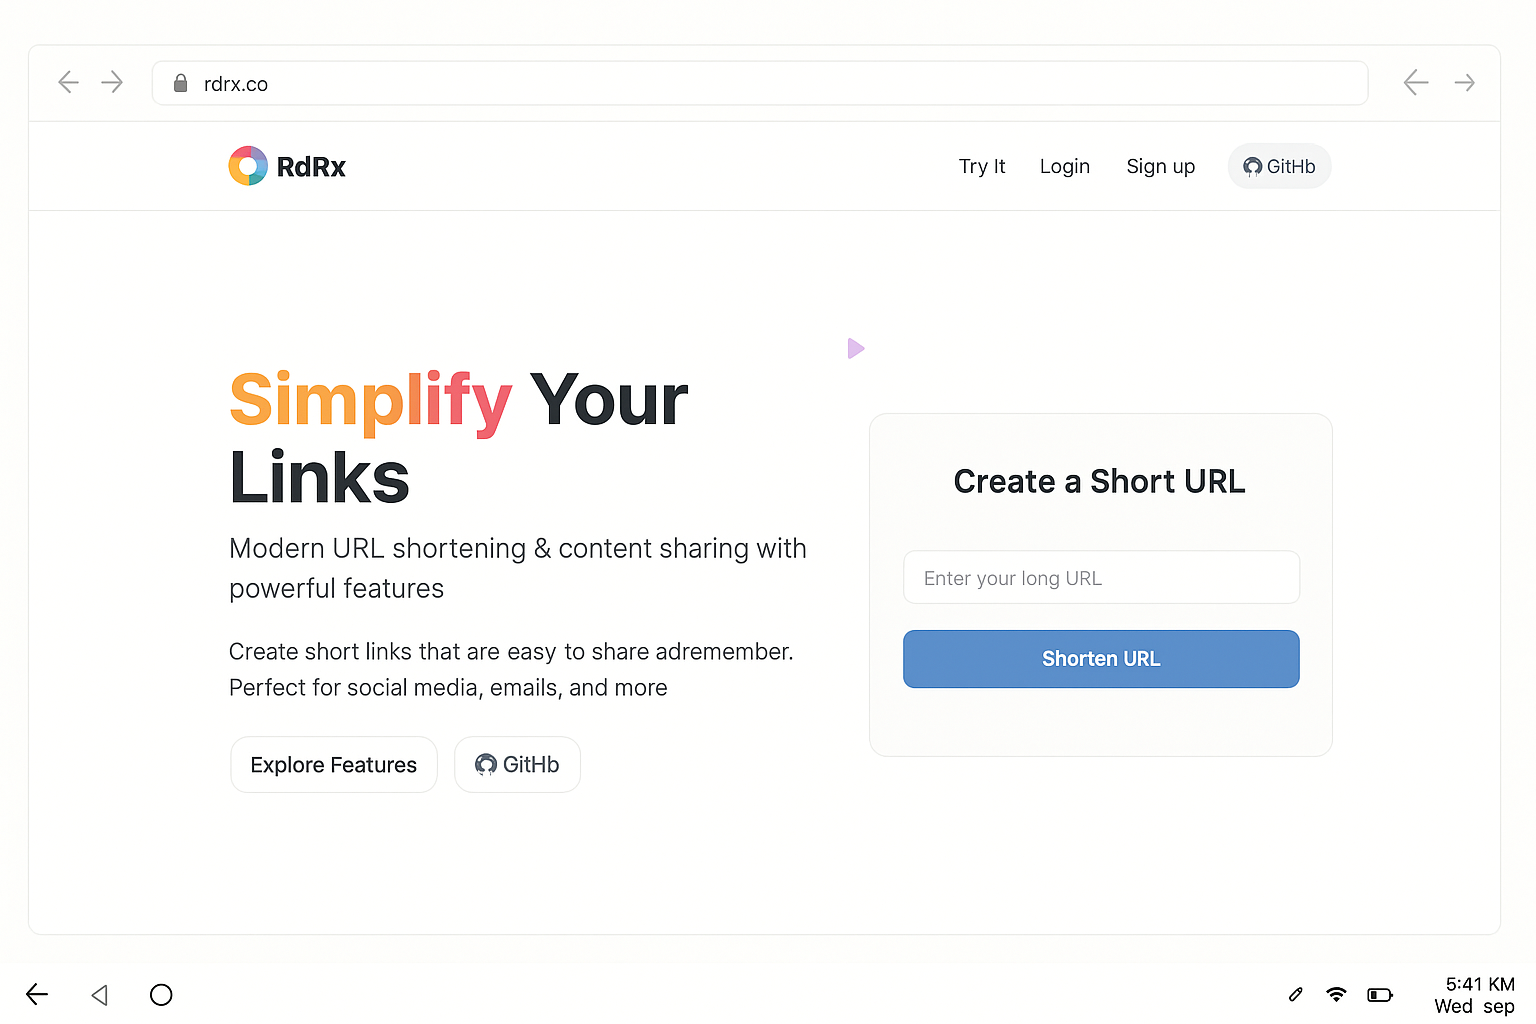 rdrx.co
RdRx
Try It
Login
Sign up
GitHb
Simplify Your
Links
Modern URL shortening & content sharing with
powerful features
Create short links that are easy to share adremember.
Perfect for social media, emails, and more
Explore Features
GitHb
Create a Short URL
Enter your long URL
Shorten URL
5:41 KM
Wed sep